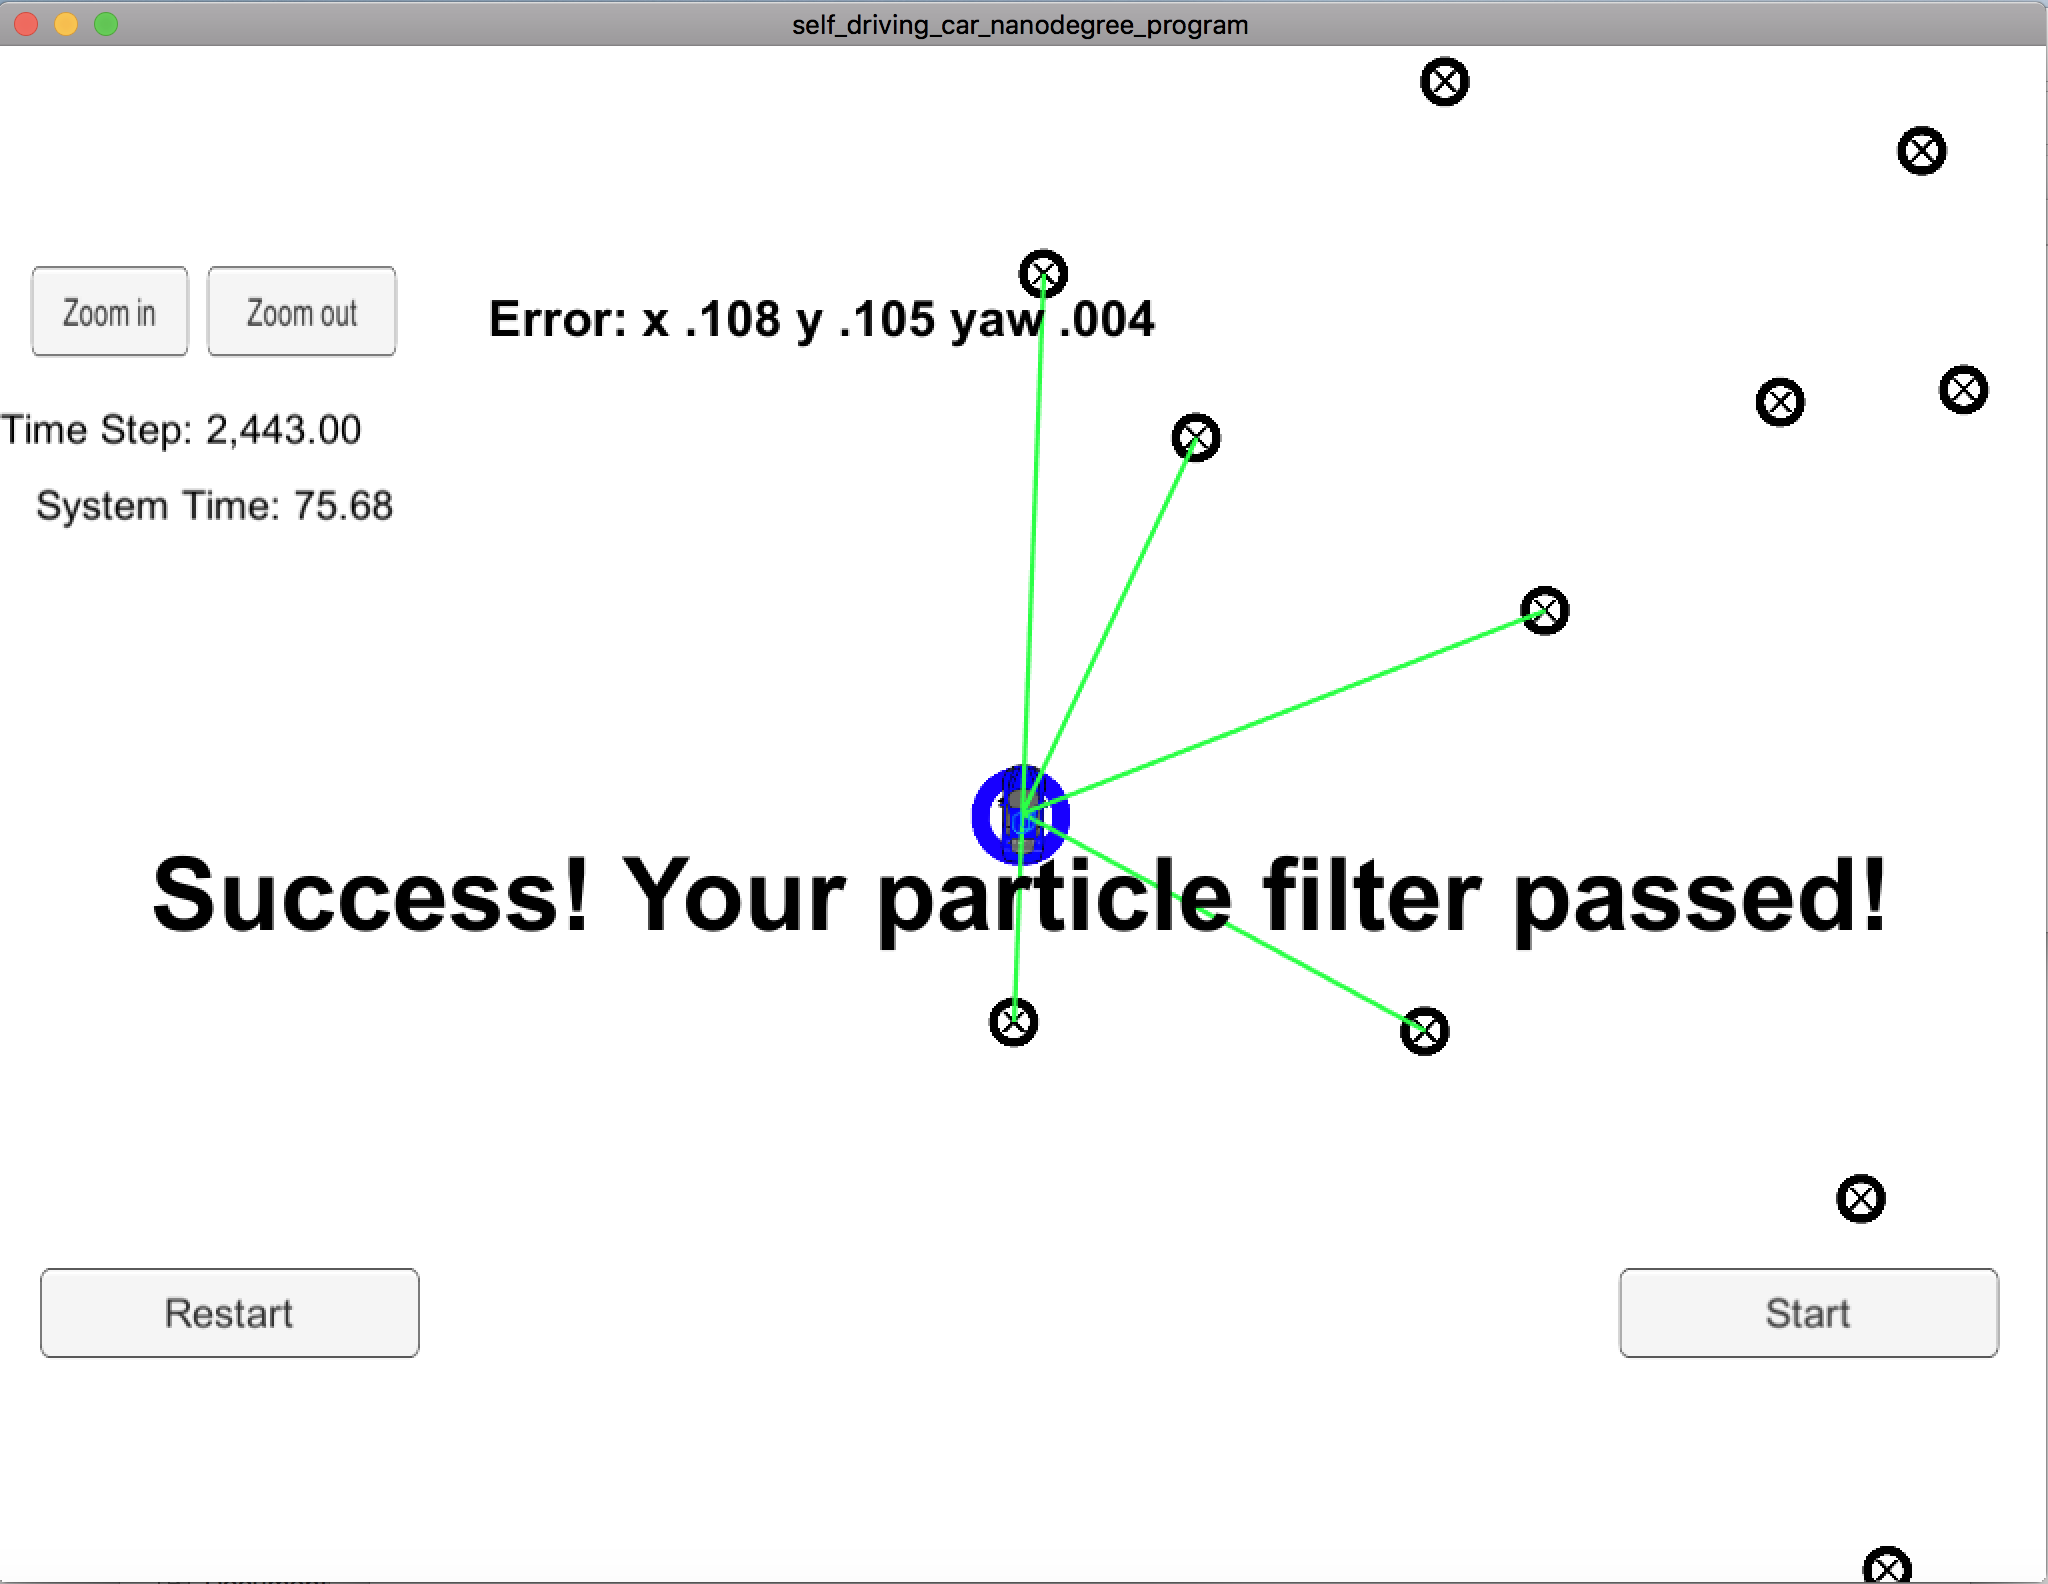 self_driving_car_nanodegree_program
Zoom in
Zoom out
Error: x .108 y .105 yaw .004
Time Step: 2,443.00
System Time: 75.68
Success! Your particle filter passed!
Restart
Start